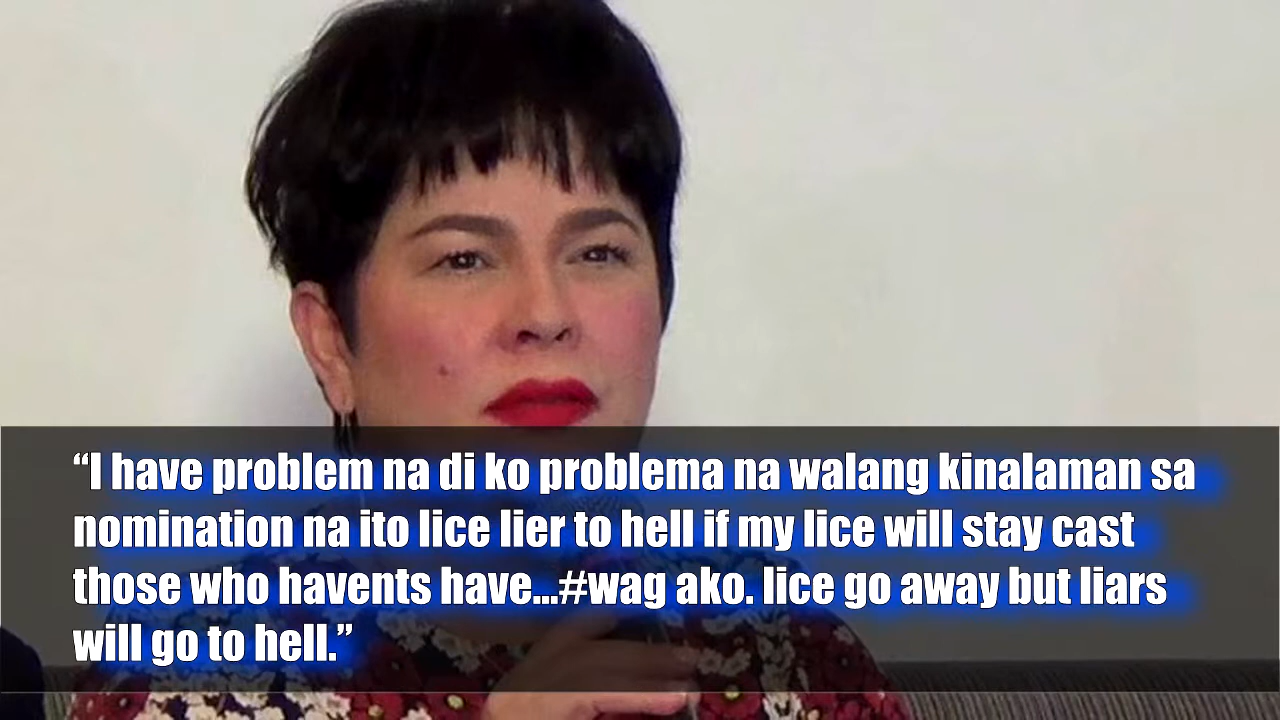 “I have problem na di ko problema na walang kinalaman sa
nomination na ito lice lier to hell if my lice will stay cast
those who havents have...#wag ako. lice go away but liars
will go to hell.”